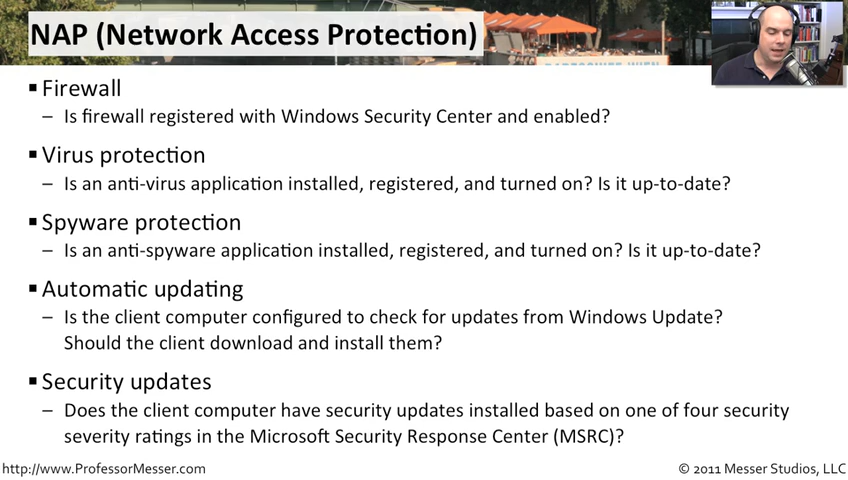 NAP (Network Access Protection)
▪ Firewall
– Is firewall registered with Windows Security Center and enabled?
▪ Virus protection
– Is an anti-virus application installed, registered, and turned on? Is it up-to-date?
▪ Spyware protection
– Is an anti-spyware application installed, registered, and turned on? Is it up-to-date?
▪ Automatic updating
– Is the client computer configured to check for updates from Windows Update?
Should the client download and install them?
▪ Security updates
– Does the client computer have security updates installed based on one of four security
severity ratings in the Microsoft Security Response Center (MSRC)?
http://www.ProfessorMesser.com
© 2011 Messer Studios, LLC